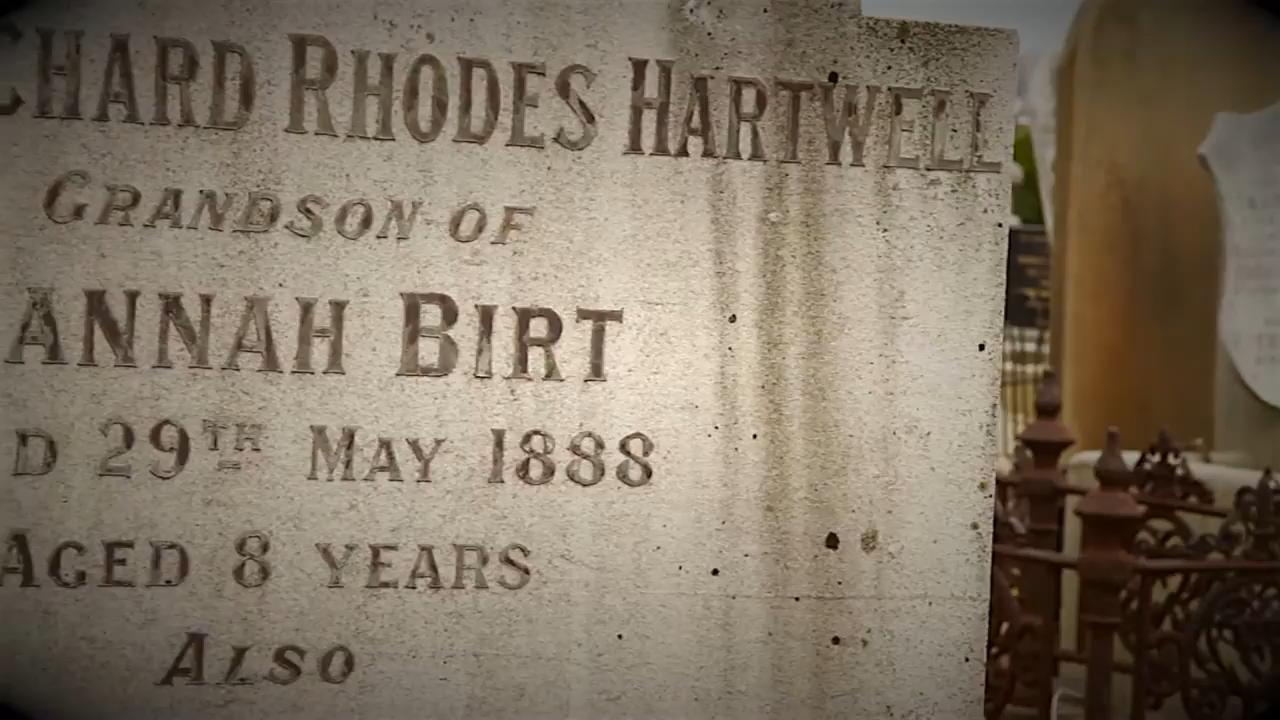 CHARD RHODES HARTWELL
GRANDSON OF
ANNAH BIRT
D 29TH MAY 1888
AGED 8 YEARS
ALSO